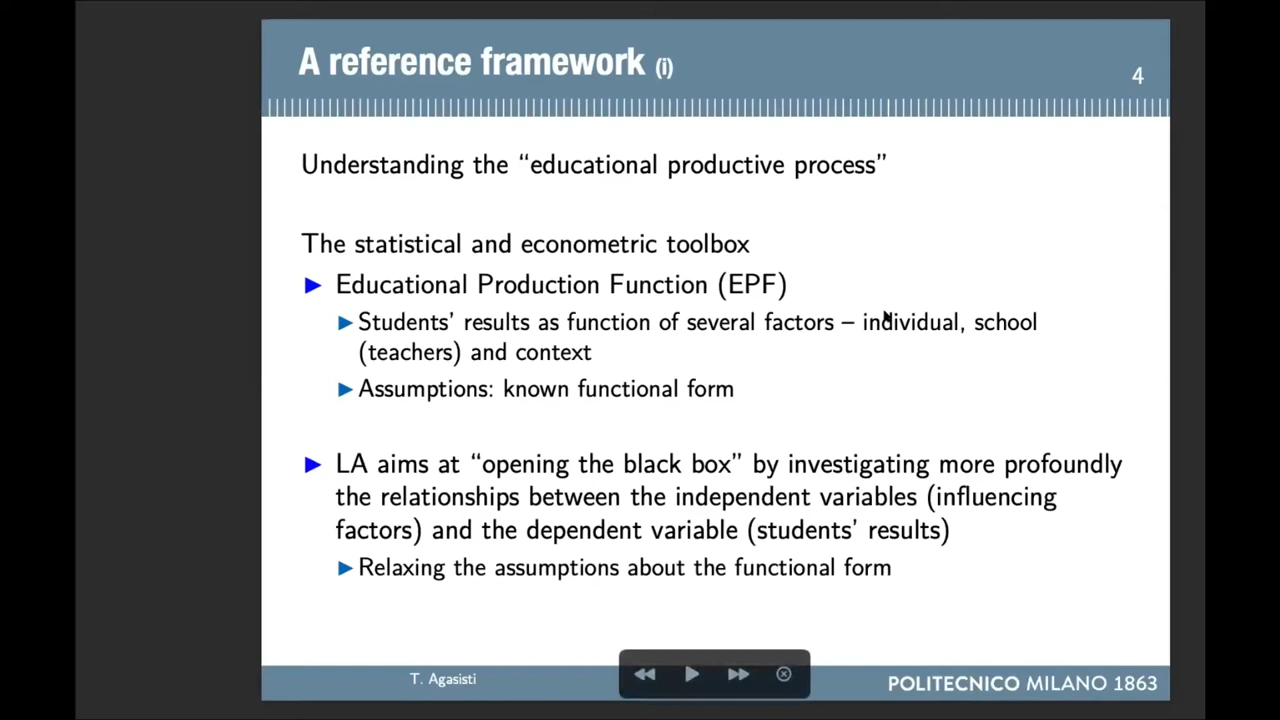 A reference framework (i)
4
Understanding the “educational productive process”
The statistical and econometric toolbox
Educational Production Function (EPF)
Students’ results as function of several factors – individual, school
(teachers) and context
Assumptions: known functional form
LA aims at “opening the black box” by investigating more profoundly
the relationships between the independent variables (influencing
factors) and the dependent variable (students’ results)
Relaxing the assumptions about the functional form
T. Agasisti
POLITECNICO MILANO 1863